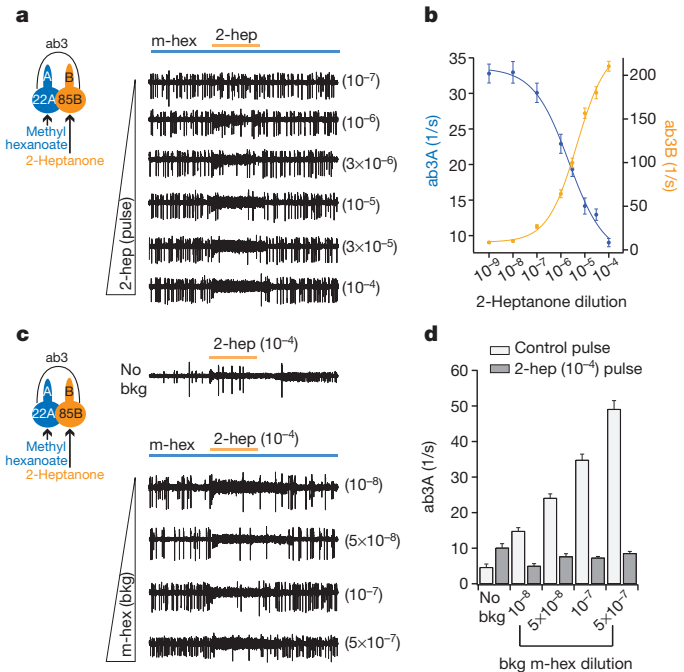 a
ab3
A
B
22A
85B
Methyl
hexanoate
2-Heptanone
m-hex
2-hep
2-hep (pulse)
(10⁻⁷)
(10⁻⁶)
(3×10⁻⁶)
(10⁻⁵)
(3×10⁻⁵)
(10⁻⁴)
b
ab3A (1/s)
35
30
25
20
15
10
ab3B (1/s)
200
150
100
50
0
10⁻⁹
10⁻⁸
10⁻⁷
10⁻⁶
10⁻⁵
10⁻⁴
2-Heptanone dilution
c
ab3
A
B
22A
85B
Methyl
hexanoate
2-Heptanone
2-hep (10⁻⁴)
No
bkg
m-hex
2-hep (10⁻⁴)
m-hex (bkg)
(10⁻⁸)
(5×10⁻⁸)
(10⁻⁷)
(5×10⁻⁷)
d
Control pulse
2-hep (10⁻⁴) pulse
ab3A (1/s)
60
50
40
30
20
10
0
No
bkg
10⁻⁸
5×10⁻⁸
10⁻⁷
5×10⁻⁷
bkg m-hex dilution